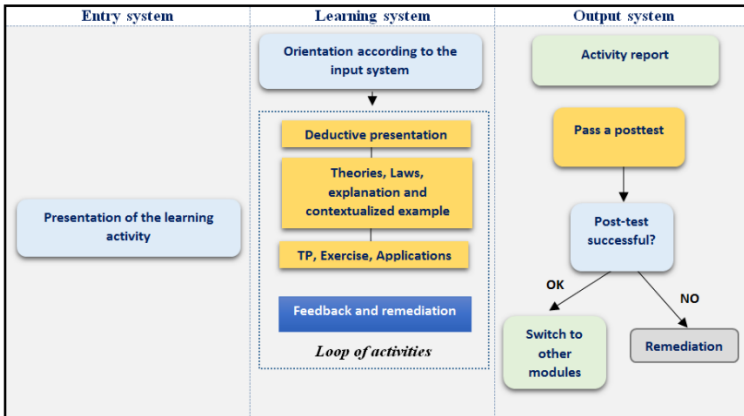 Entry system
Presentation of the learning
activity
Learning system
Orientation according to the
input system
Deductive presentation
Theories, Laws,
explanation and
contextualized example
TP, Exercise, Applications
Feedback and remediation
Loop of activities
Output system
Activity report
Pass a posttest
Post-test
successful?
OK
NO
Switch to
other
modules
Remediation